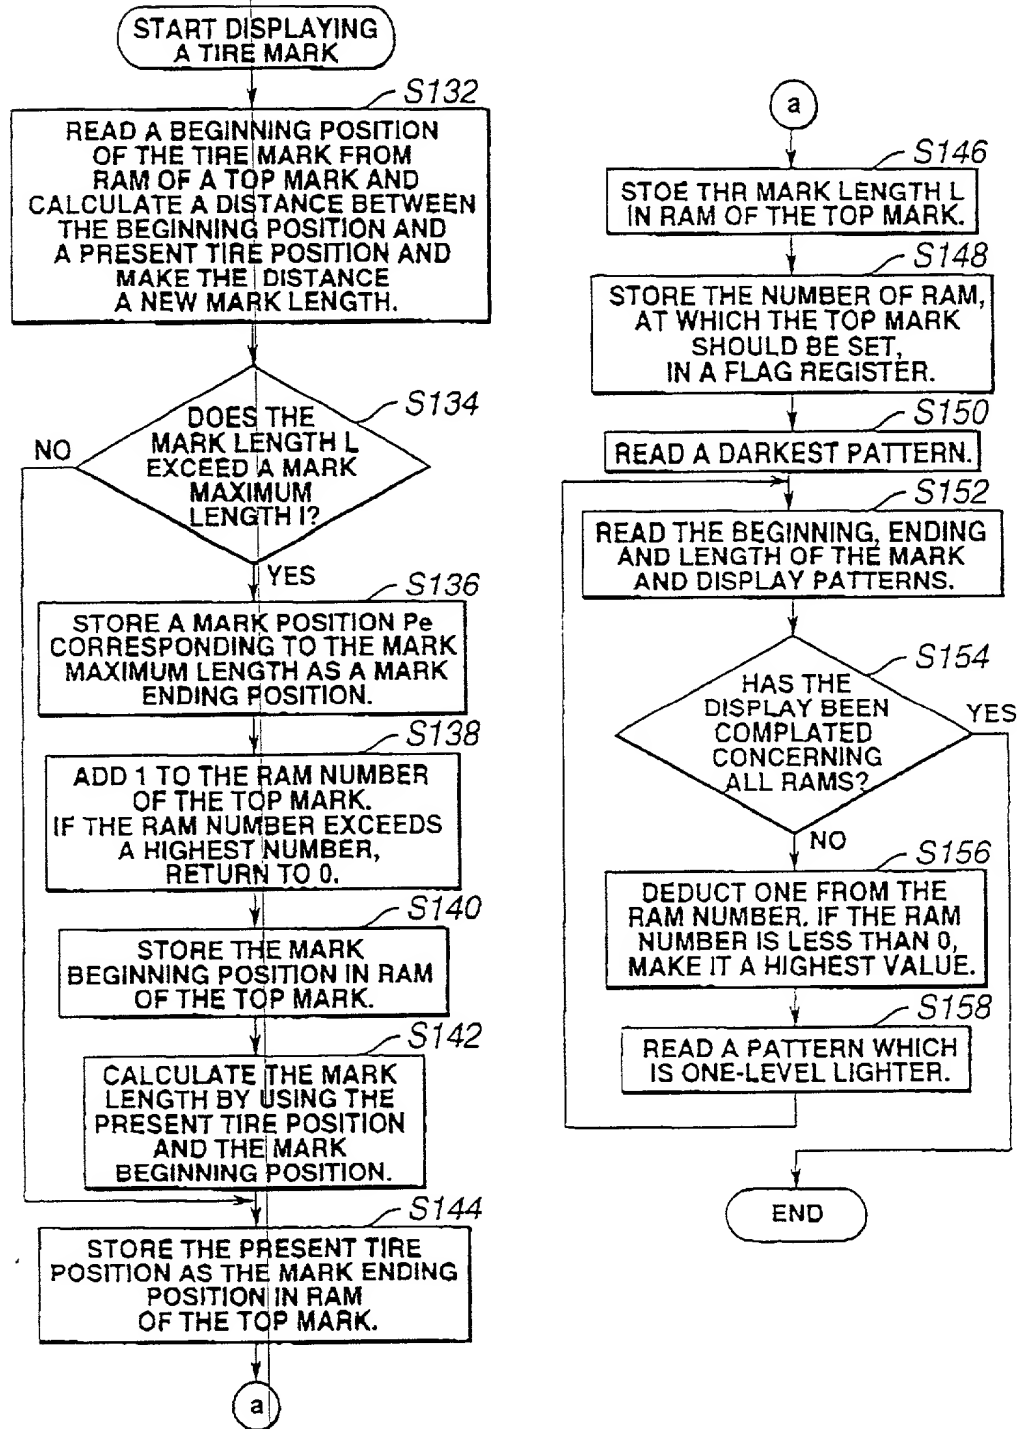 START DISPLAYING
A TIRE MARK
S132
READ A BEGINNING POSITION
OF THE TIRE MARK FROM
RAM OF A TOP MARK AND
CALCULATE A DISTANCE BETWEEN
THE BEGINNING POSITION AND
A PRESENT TIRE POSITION AND
MAKE THE DISTANCE
A NEW MARK LENGTH.
S134
DOES THE
MARK LENGTH L
EXCEED A MARK
MAXIMUM
LENGTH l?
NO
YES
S136
STORE A MARK POSITION Pe
CORRESPONDING TO THE MARK
MAXIMUM LENGTH AS A MARK
ENDING POSITION.
S138
ADD 1 TO THE RAM NUMBER
OF THE TOP MARK.
IF THE RAM NUMBER EXCEEDS
A HIGHEST NUMBER,
RETURN TO 0.
S140
STORE THE MARK
BEGINNING POSITION IN RAM
OF THE TOP MARK.
S142
CALCULATE THE MARK
LENGTH BY USING THE
PRESENT TIRE POSITION
AND THE MARK
BEGINNING POSITION.
S144
STORE THE PRESENT TIRE
POSITION AS THE MARK ENDING
POSITION IN RAM
OF THE TOP MARK.
a
a
S146
STOE THR MARK LENGTH L
IN RAM OF THE TOP MARK.
S148
STORE THE NUMBER OF RAM,
AT WHICH THE TOP MARK
SHOULD BE SET,
IN A FLAG REGISTER.
S150
READ A DARKEST PATTERN.
S152
READ THE BEGINNING, ENDING
AND LENGTH OF THE MARK
AND DISPLAY PATTERNS.
S154
HAS THE
DISPLAY BEEN
COMPLATED
CONCERNING
ALL RAMS?
YES
NO
S156
DEDUCT ONE FROM THE
RAM NUMBER. IF THE RAM
NUMBER IS LESS THAN 0,
MAKE IT A HIGHEST VALUE.
S158
READ A PATTERN WHICH
IS ONE-LEVEL LIGHTER.
END